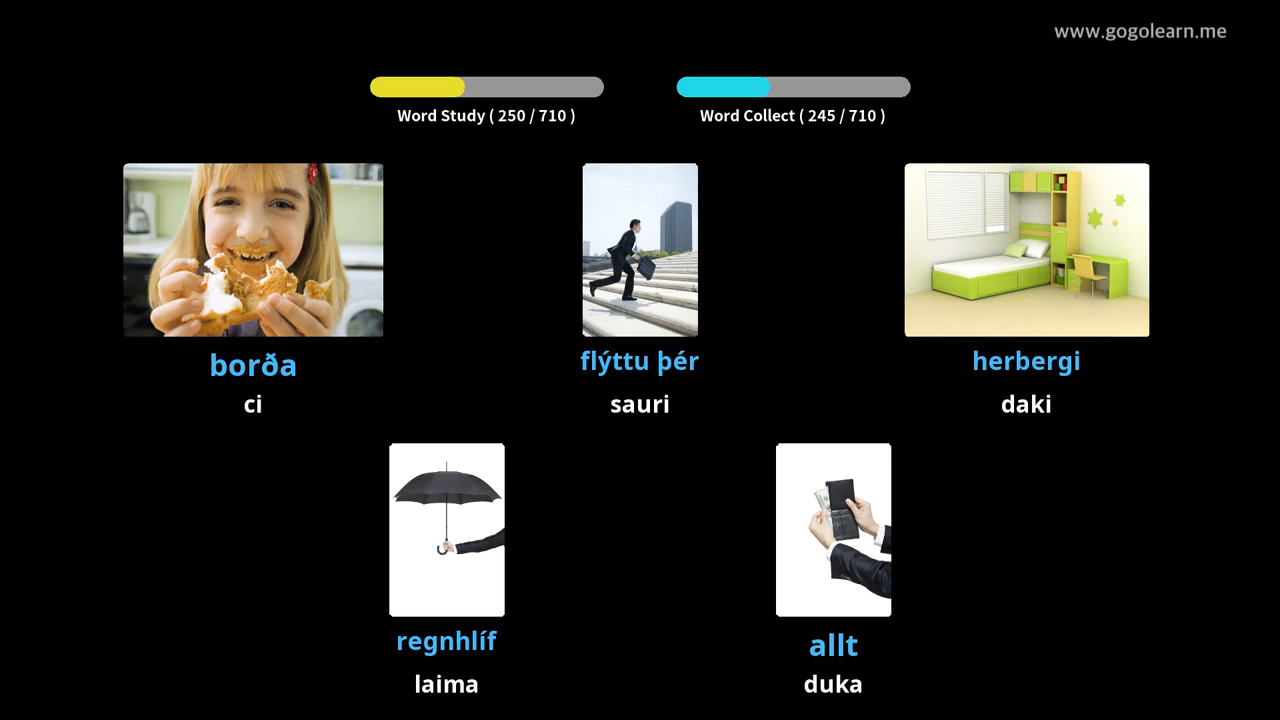 www.gogolearn.me
Word Study ( 250 / 710 )
Word Collect ( 245 / 710 )
borða
ci
flýttu þér
sauri
herbergi
daki
regnhlíf
laima
allt
duka